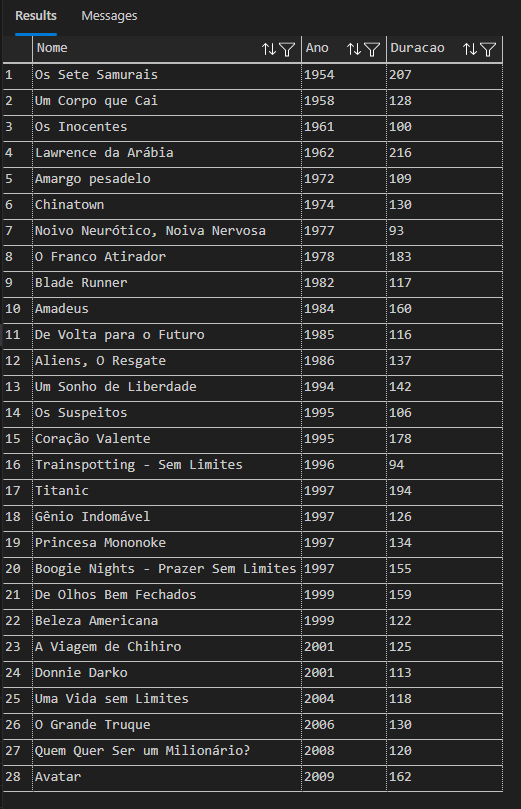 Results Messages
Nome Ano Duracao
1 Os Sete Samurais 1954 207
2 Um Corpo que Cai 1958 128
3 Os Inocentes 1961 100
4 Lawrence da Arábia 1962 216
5 Amargo pesadelo 1972 109
6 Chinatown 1974 130
7 Noivo Neurótico, Noiva Nervosa 1977 93
8 O Franco Atirador 1978 183
9 Blade Runner 1982 117
10 Amadeus 1984 160
11 De Volta para o Futuro 1985 116
12 Aliens, O Resgate 1986 137
13 Um Sonho de Liberdade 1994 142
14 Os Suspeitos 1995 106
15 Coração Valente 1995 178
16 Trainspotting - Sem Limites 1996 94
17 Titanic 1997 194
18 Gênio Indomável 1997 126
19 Princesa Mononoke 1997 134
20 Boogie Nights - Prazer Sem Limites 1997 155
21 De Olhos Bem Fechados 1999 159
22 Beleza Americana 1999 122
23 A Viagem de Chihiro 2001 125
24 Donnie Darko 2001 113
25 Uma Vida sem Limites 2004 118
26 O Grande Truque 2006 130
27 Quem Quer Ser um Milionário? 2008 120
28 Avatar 2009 162